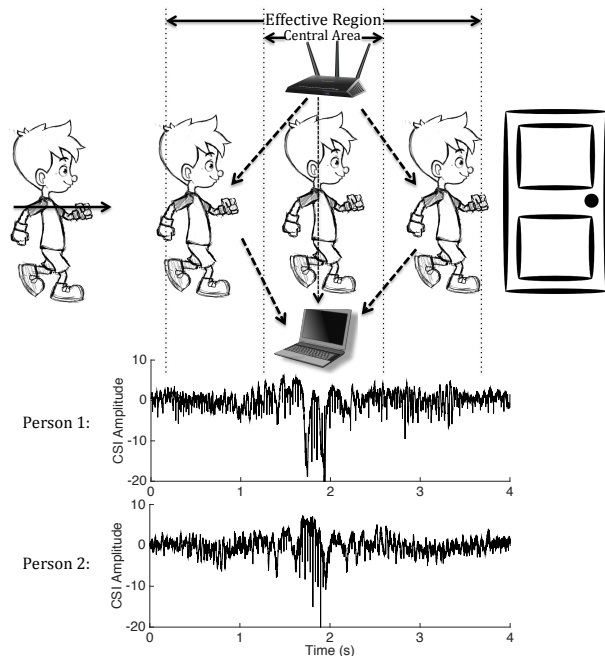 Effective Region
Central Area
Person 1:
CSI Amplitude
10
0
-10
-20
0 1 2 3 4
Person 2:
CSI Amplitude
10
0
-10
-20
0 1 2 3 4
Time (s)